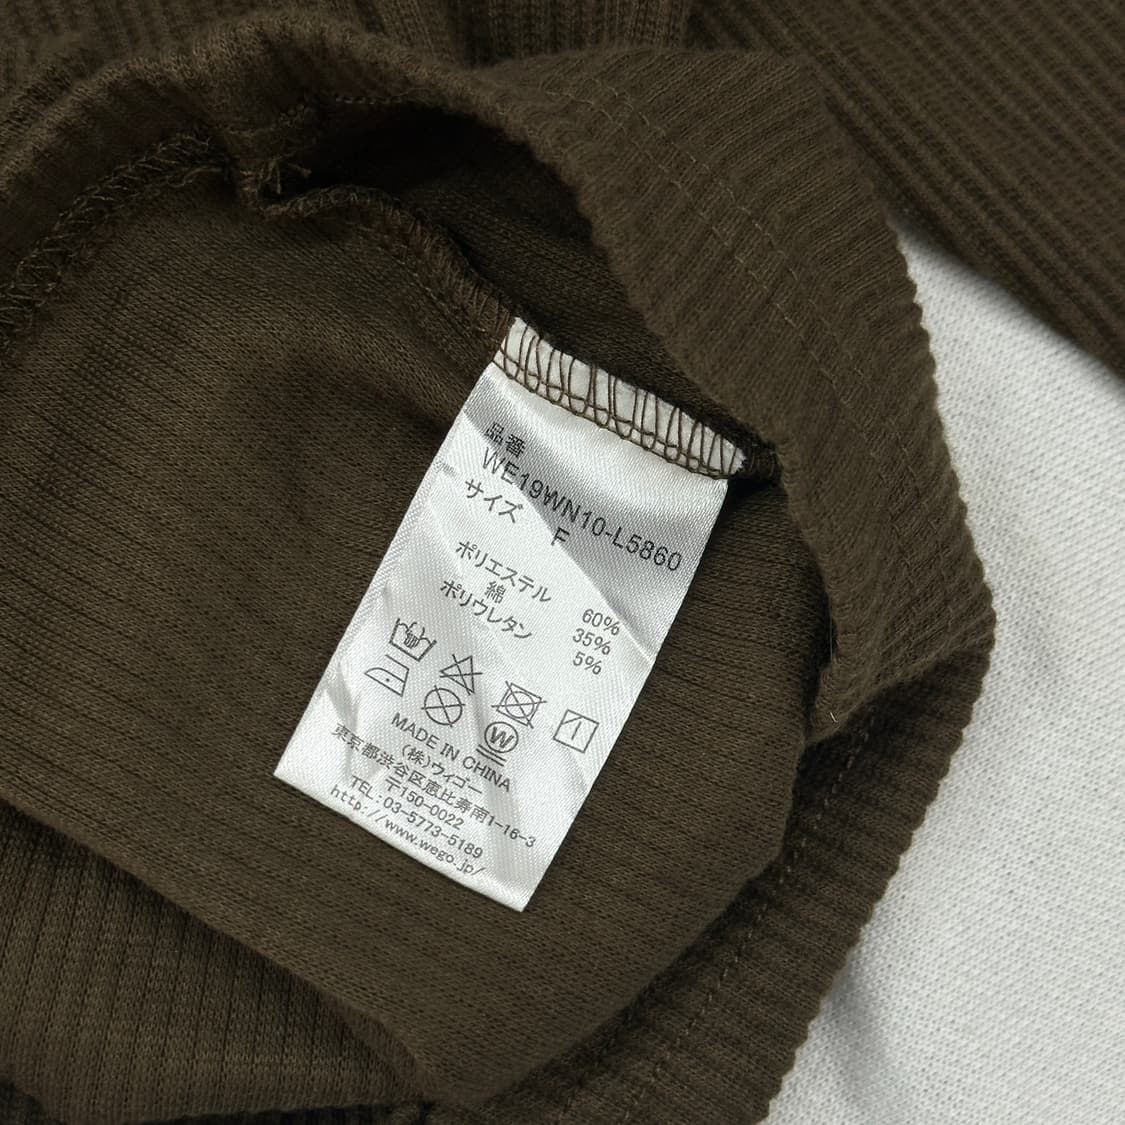 品番
WE19WN10-L5860
サイズ F
ポリエステル 60%
綿 35%
ポリウレタン 5%
W
MADE IN CHINA
(株)ウィゴー
東京都渋谷区恵比寿南1-16-3
〒150-0022
TEL:03-5773-5189
http://www.wego.jp/